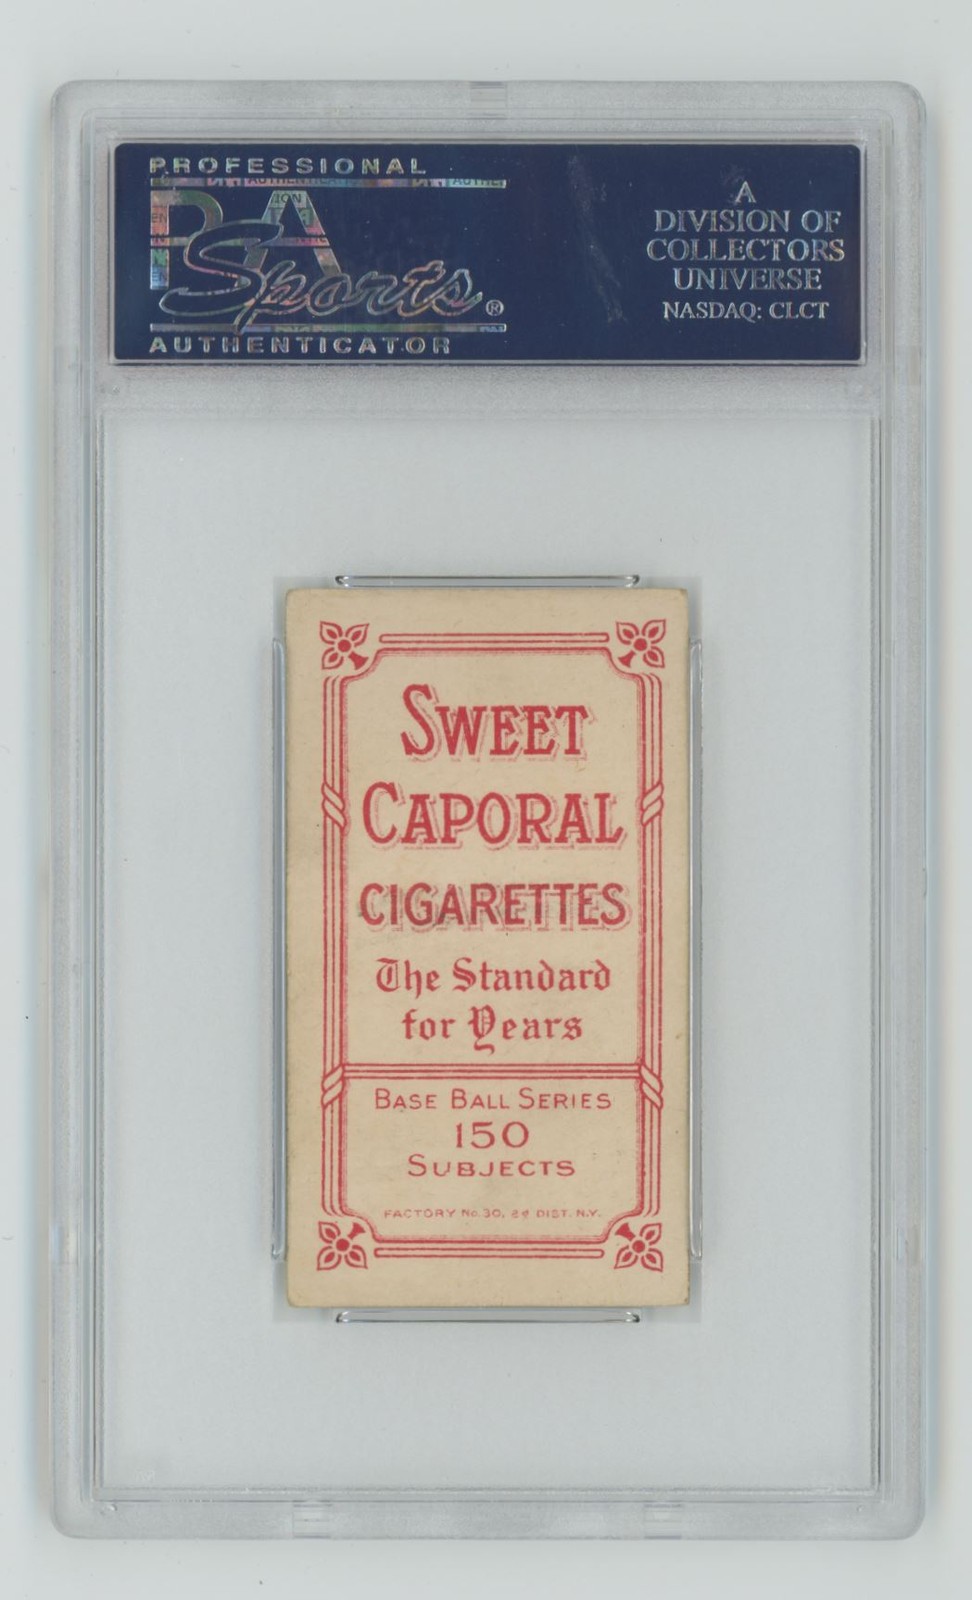 PROFESSIONAL
PSA
Sports®
AUTHENTICATOR
A
DIVISION OF
COLLECTORS
UNIVERSE
NASDAQ: CLCT
SWEET
CAPORAL
CIGARETTES
The Standard
for Years
BASE BALL SERIES
150
SUBJECTS
FACTORY No. 30, 2d DIST. N.Y.